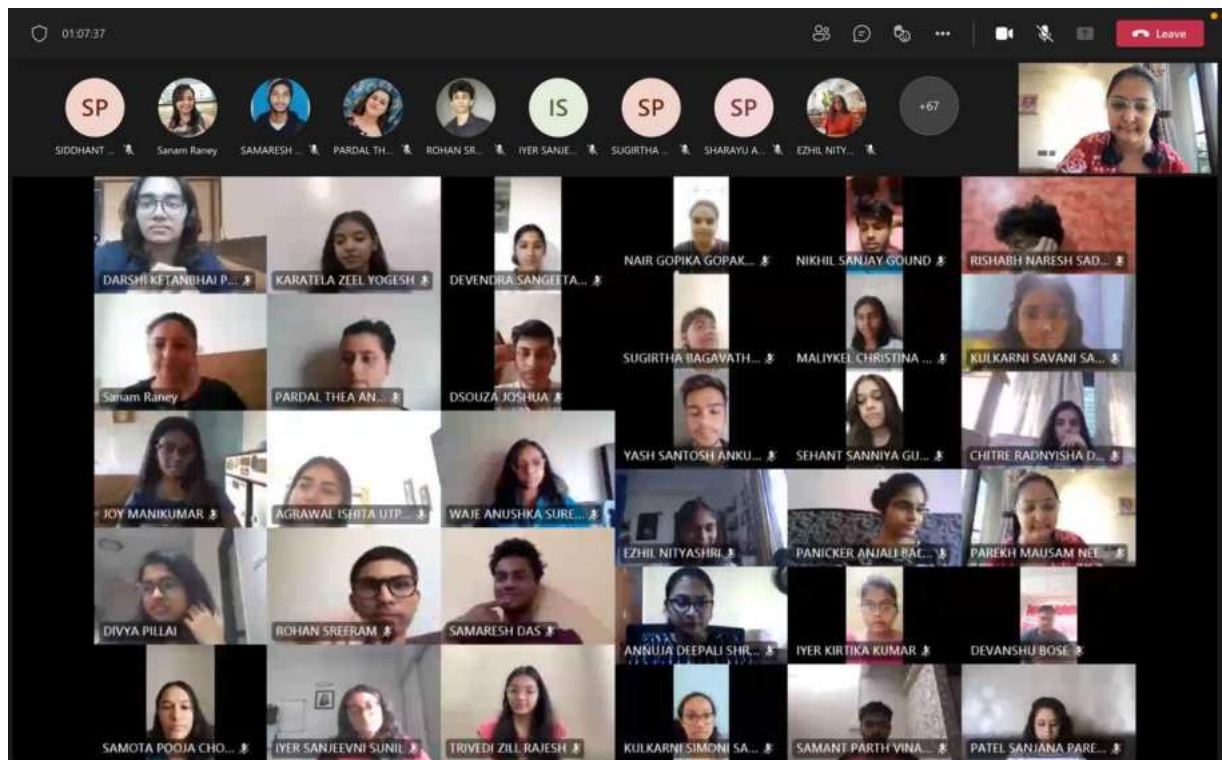 01:07:37
Leave
SP
IS
SP
SP
+67
SIDDHANT ...
Sanam Raney
SAMARESH ...
PARDAL TH...
ROHAN SR...
IYER SANJE...
SUGIRTHA ...
SHARAYU A...
EZHIL NITY...
DARSHI KETANBHAI P...
KARATELA ZEEL YOGESH
DEVENDRA SANGEETA...
NAIR GOPIKA GOPAK...
NIKHIL SANJAY GOUND
RISHABH NARESH SAD...
Sanam Raney
PARDAL THEA AN...
DSOUZA JOSHUA
SUGIRTHA BAGAVATH...
MALIYKEL CHRISTINA ...
KULKARNI SAVANI SA...
JOY MANIKUMAR
AGRAWAL ISHITA UTP...
WAJE ANUSHKA SURE...
YASH SANTOSH ANKU...
SEHANT SANNIYA GU...
CHITRE RADNYISHA D...
EZHIL NITYASHRI
PANICKER ANJALI BAL...
PAREKH MAUSAM NEE...
DIVYA PILLAI
ROHAN SREERAM
SAMARESH DAS
ANNUJA DEEPALI SHR...
IYER KIRTIKA KUMAR
DEVANSHU BOSE
SAMOTA POOJA CHO...
IYER SANJEEVNI SUNIL
TRIVEDI ZILL RAJESH
KULKARNI SIMONI SA...
SAMANT PARTH VINA...
PATEL SANJANA PARE...